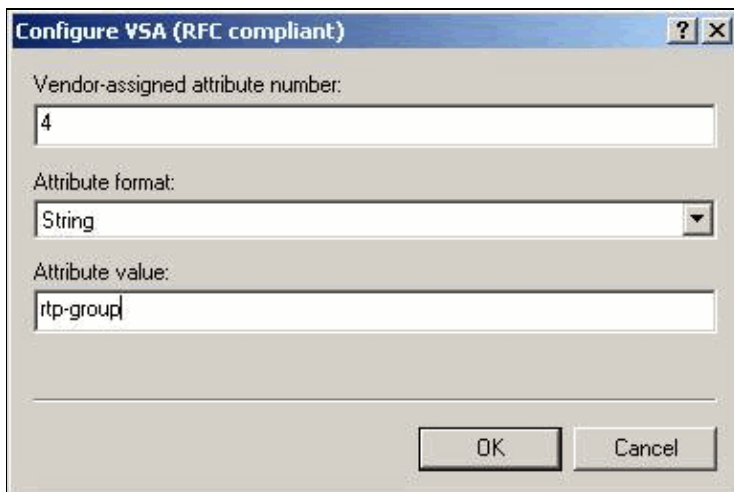 Configure VSA (RFC compliant)
Vendor-assigned attribute number:
4
Attribute format:
String
Attribute value:
rtp-group
OK Cancel